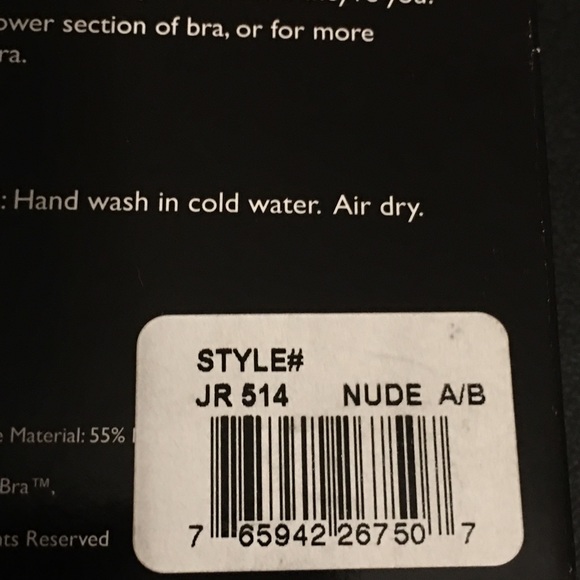 ower section of bra, or for more
ra.
: Hand wash in cold water. Air dry.
STYLE#
JR 514 NUDE A/B
Material: 55%
Bra™,
ts Reserved
7 65942 26750 7